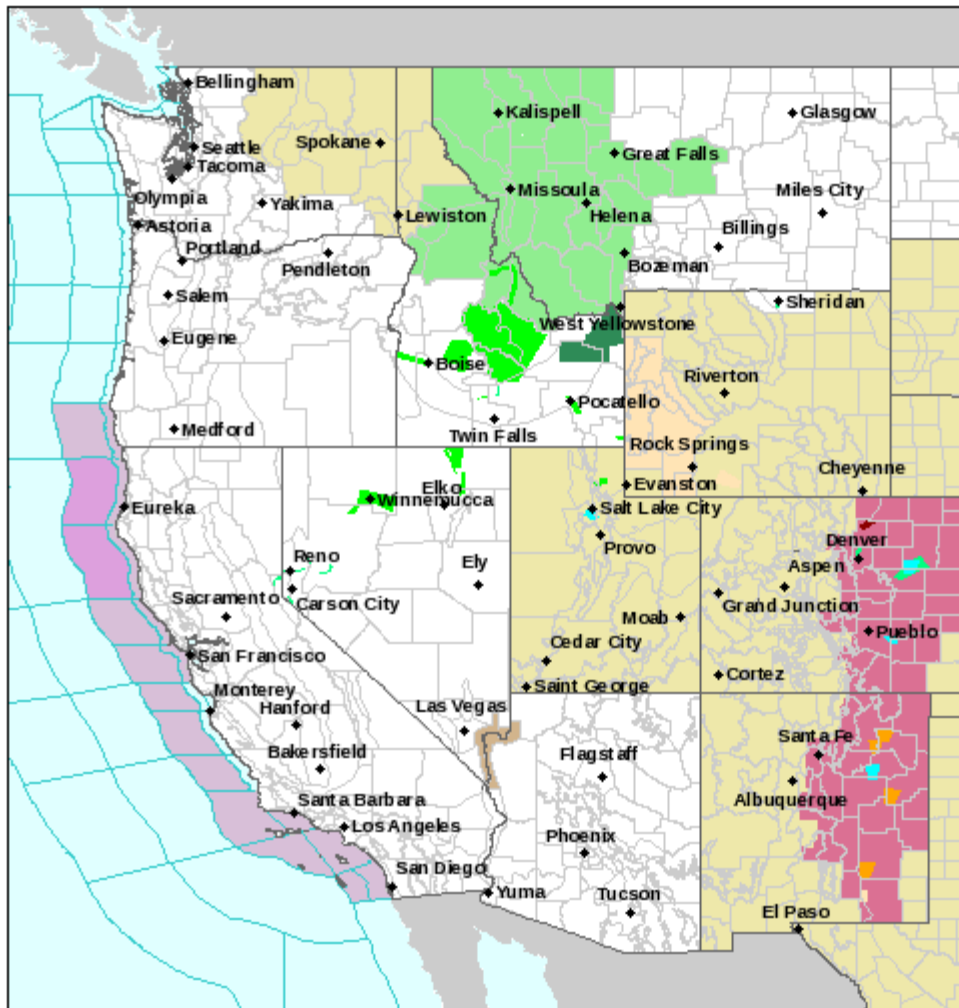 Bellingham
Kalispell
Glasgow
Spokane
Seattle
Great Falls
Tacoma
Olympia
Yakima
Lewiston
Missoula
Helena
Miles City
Astoria
Portland
Pendleton
Bozeman
Billings
Salem
West Yellowstone
Sheridan
Eugene
Boise
Riverton
Pocatello
Medford
Twin Falls
Rock Springs
Cheyenne
Eureka
Winnemucca
Elko
Evanston
Salt Lake City
Provo
Denver
Reno
Ely
Aspen
Carson City
Grand Junction
Sacramento
Moab
Pueblo
San Francisco
Cedar City
Cortez
Monterey
Saint George
Hanford
Las Vegas
Bakersfield
Flagstaff
Santa Fe
Albuquerque
Santa Barbara
Los Angeles
Phoenix
San Diego
Yuma
Tucson
El Paso